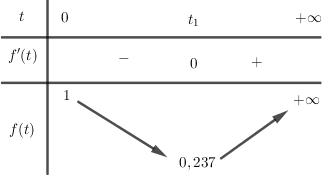 t 0 t₁ +∞
f′(t) − 0 +
1 +∞
f(t)
0,237